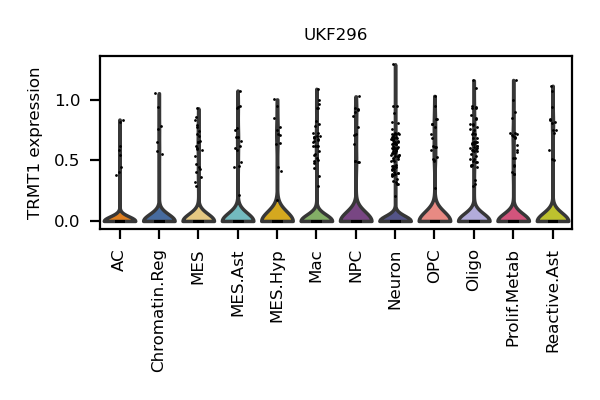 UKF296
TRMT1 expression
1.0
0.5
0.0
AC
Chromatin.Reg
MES
MES.Ast
MES.Hyp
Mac
NPC
Neuron
OPC
Oligo
Prolif.Metab
Reactive.Ast